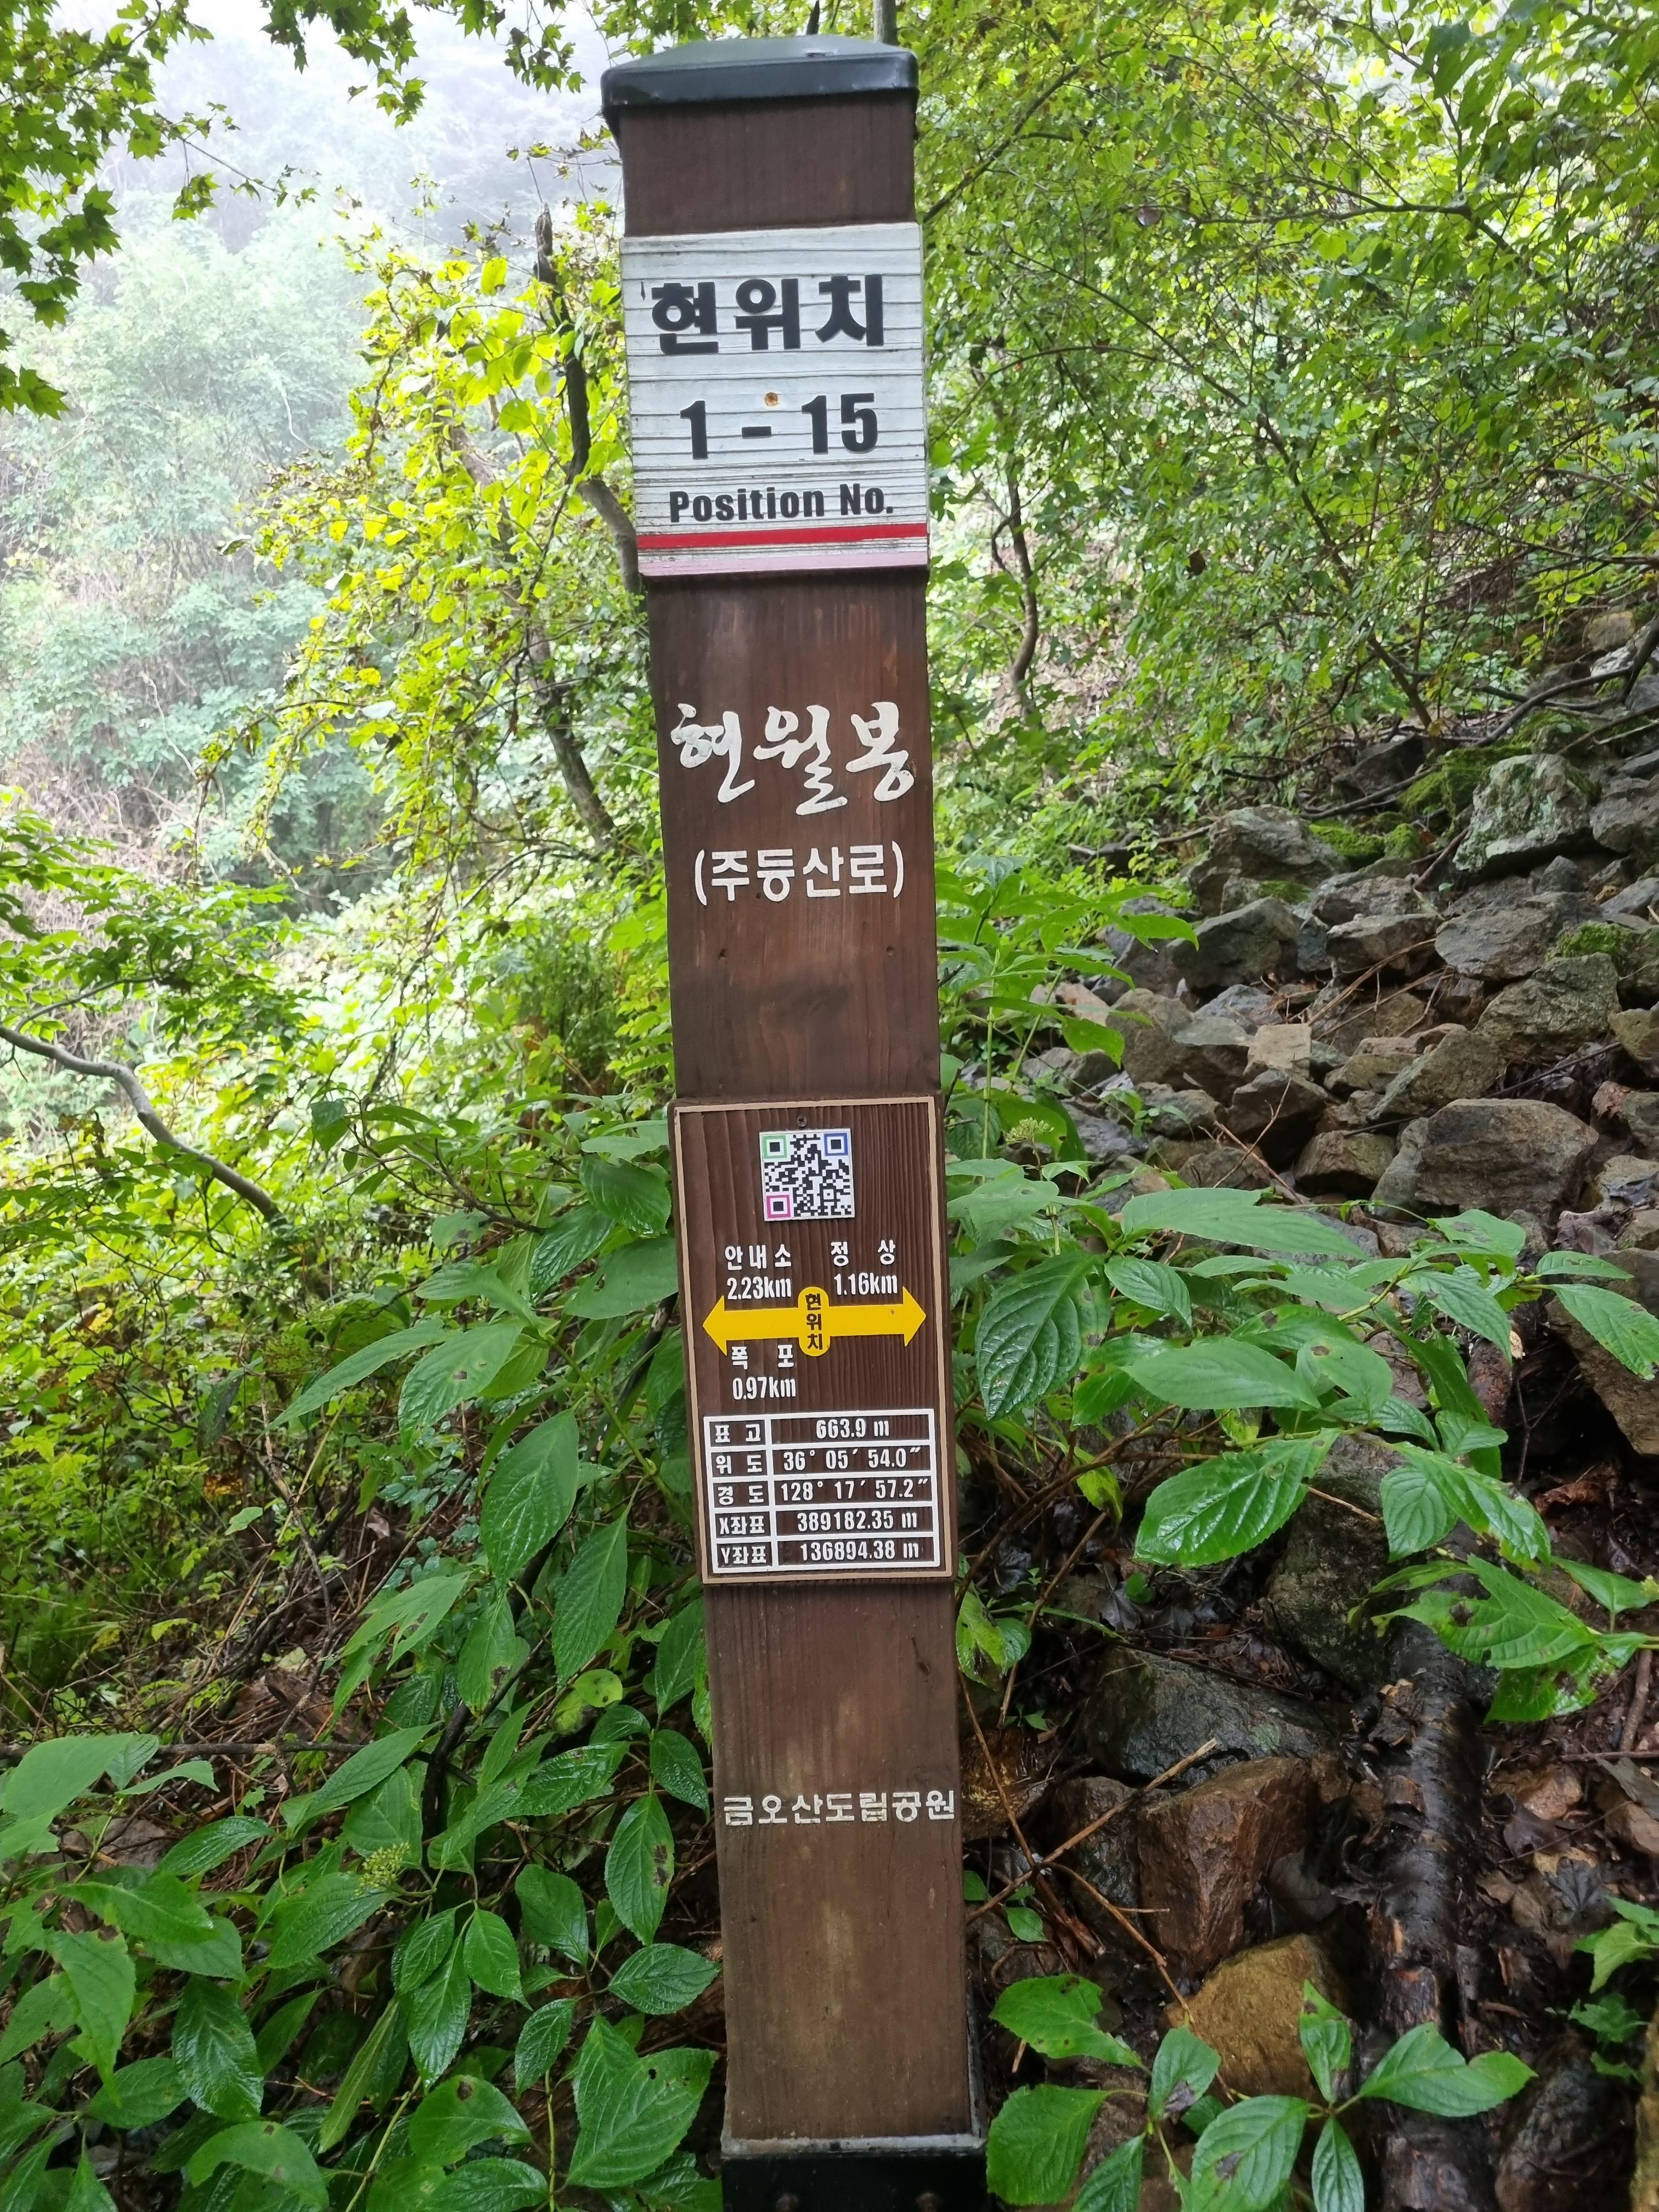 현위치
1 - 15
Position No.
현월봉
(주등산로)
안내소 정 상
2.23km 1.16km
현위치
폭 포
0.97km
표 고 663.9 m
위 도 36° 05′ 54.0″
경 도 128° 17′ 57.2″
X좌표 389182.35 m
Y좌표 136894.38 m
금오산도립공원